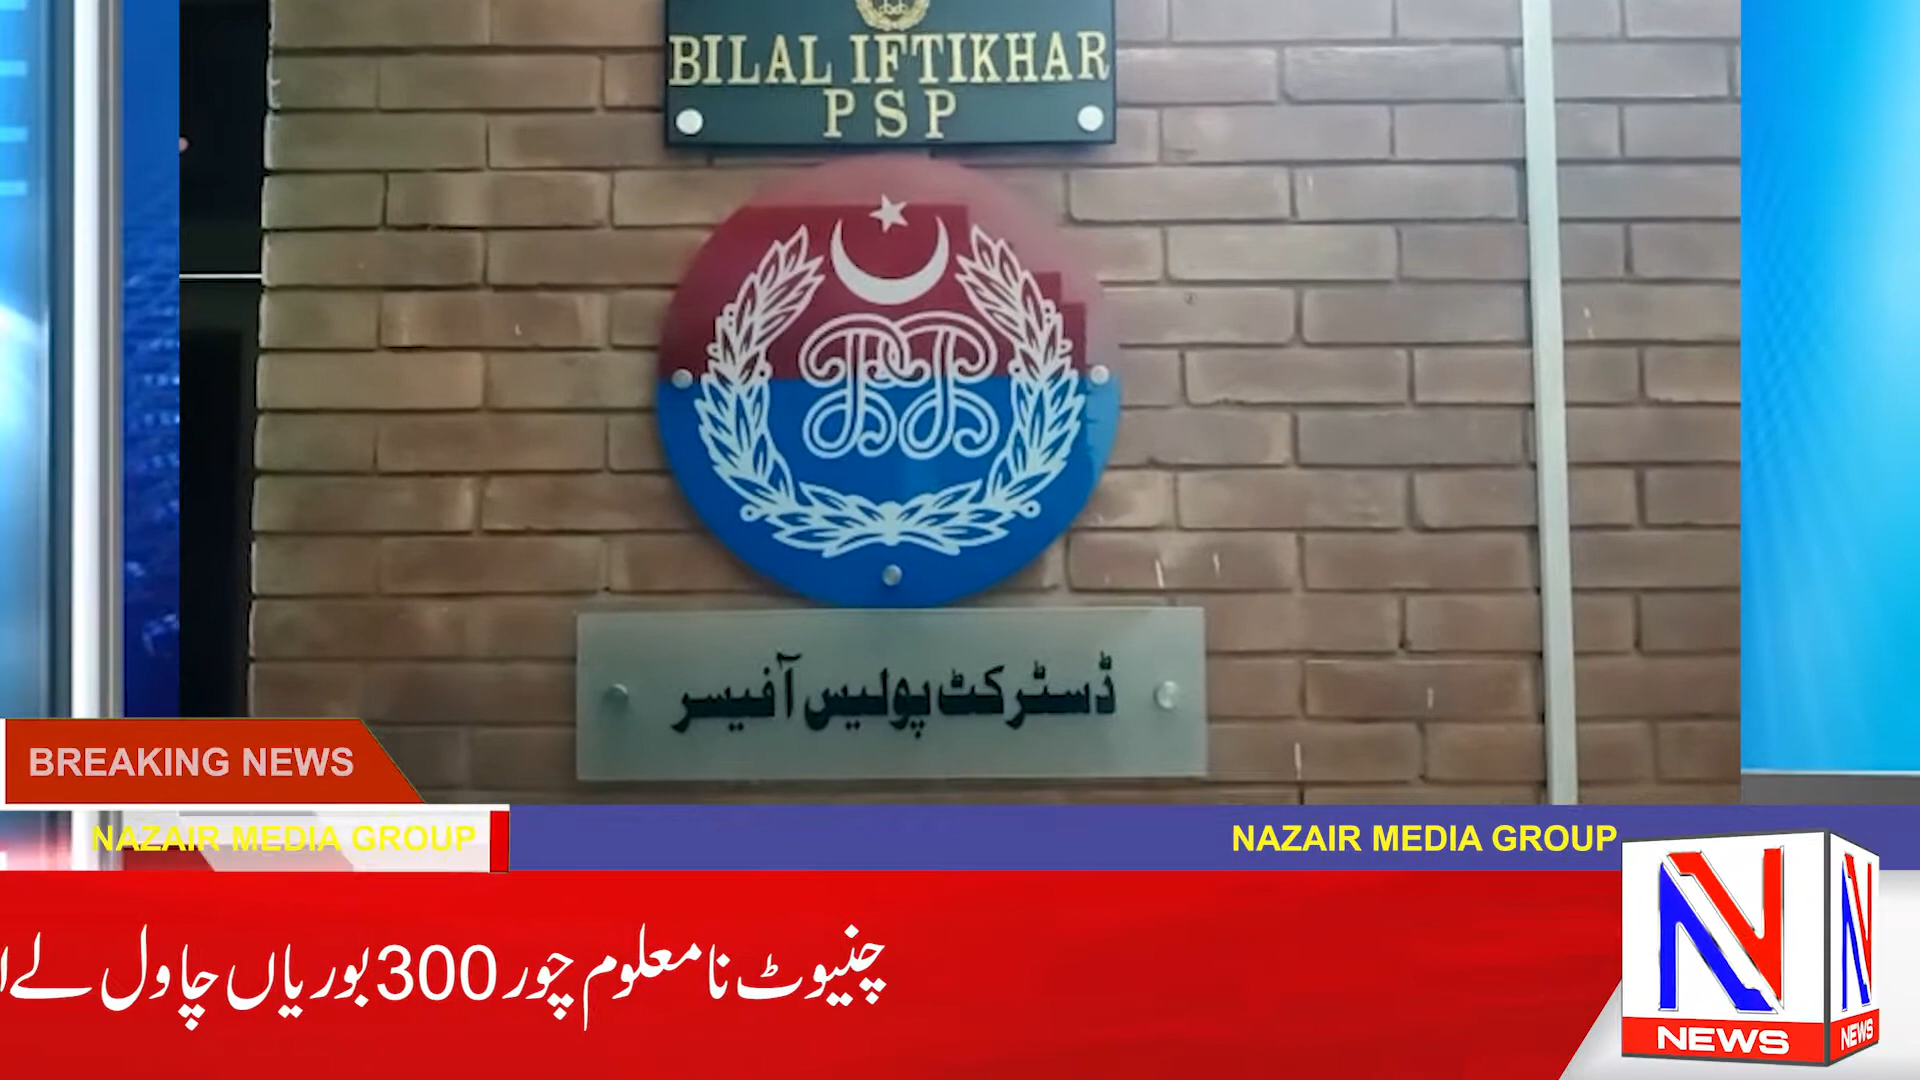 BILAL IFTIKHAR
PSP
PP
ڈسٹرکٹ پولیس آفیسر
BREAKING NEWS
NAZAIR MEDIA GROUP
NAZAIR MEDIA GROUP
چنیوٹ نامعلوم چور 300 بوریاں چاول لے
N
NEWS
N
NEWS